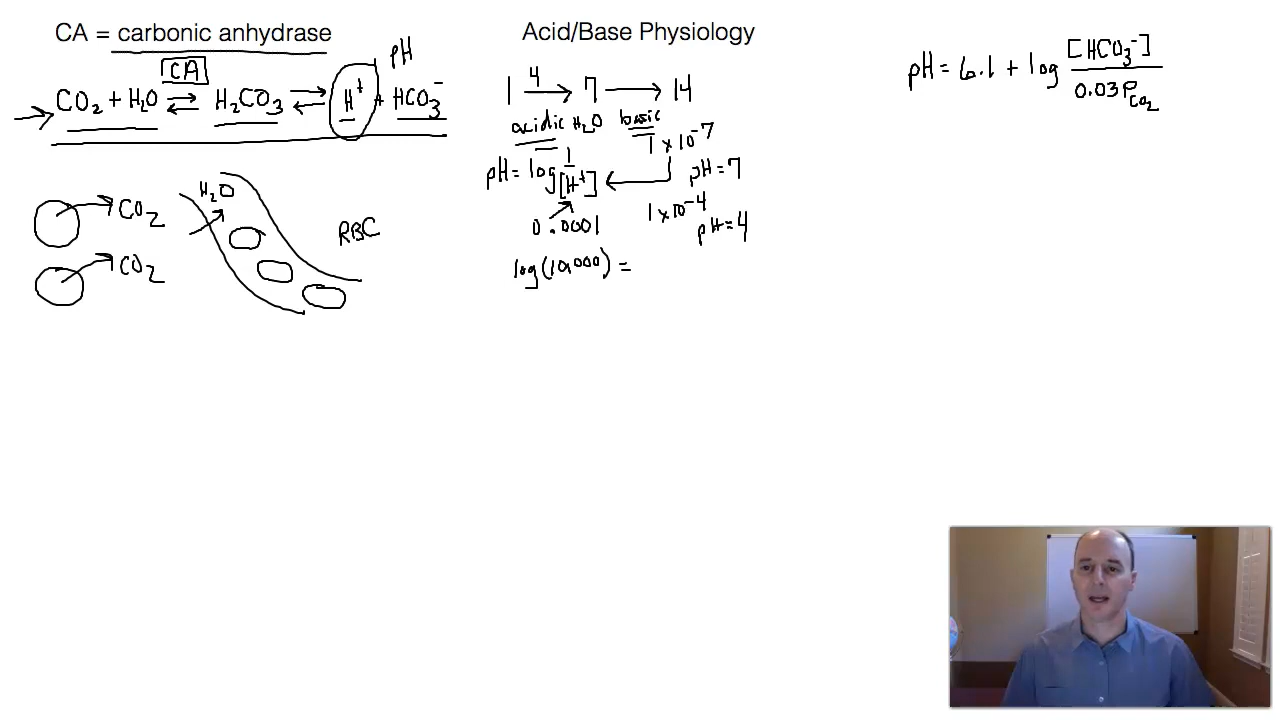 CA = carbonic anhydrase
pH
CA
CO₂ + H₂O ⇌ H₂CO₃ ⇌ H⁺ + HCO₃⁻
CO₂
H₂O
RBC
CO₂
Acid/Base Physiology
1 → 7 → 14
4
acidic H₂O basic
1 x 10⁻⁷
pH = log 1/[H⁺]
pH = 7
1 x 10⁻⁴
0.0001
pH = 4
log(10,000) =
pH = 6.1 + log [HCO₃⁻]
0.03 P_CO₂